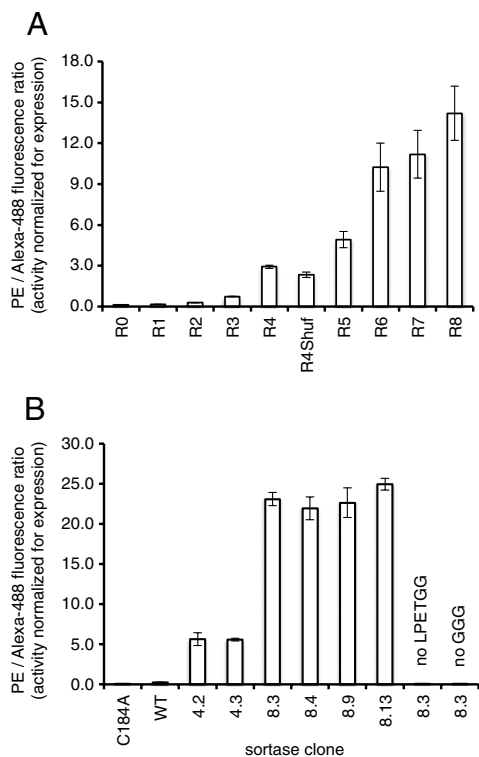 A
PE / Alexa-488 fluorescence ratio
(activity normalized for expression)
18.0
15.0
12.0
9.0
6.0
3.0
0.0
R0
R1
R2
R3
R4
R4Shuf
R5
R6
R7
R8
B
PE / Alexa-488 fluorescence ratio
(activity normalized for expression)
30.0
25.0
20.0
15.0
10.0
5.0
0.0
no LPETGG
no GGG
C184A
WT
4.2
4.3
8.3
8.4
8.9
8.13
8.3
8.3
sortase clone